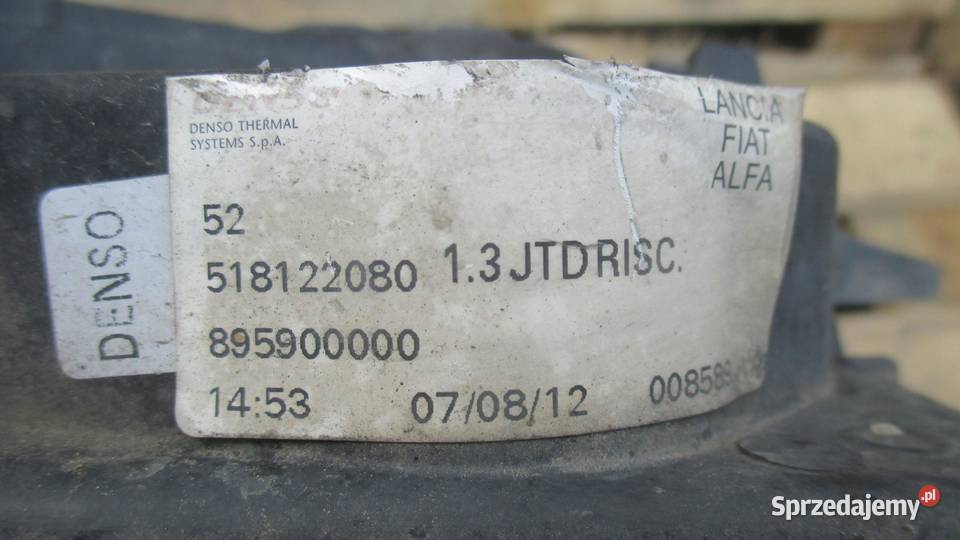 DENSO THERMAL
SYSTEMS S.p.A.
LANCIA
FIAT
ALFA
DENSO
52
518122080 1.3 JTD RISC.
895900000
14:53 07/08/12
Sprzedajemy.pl